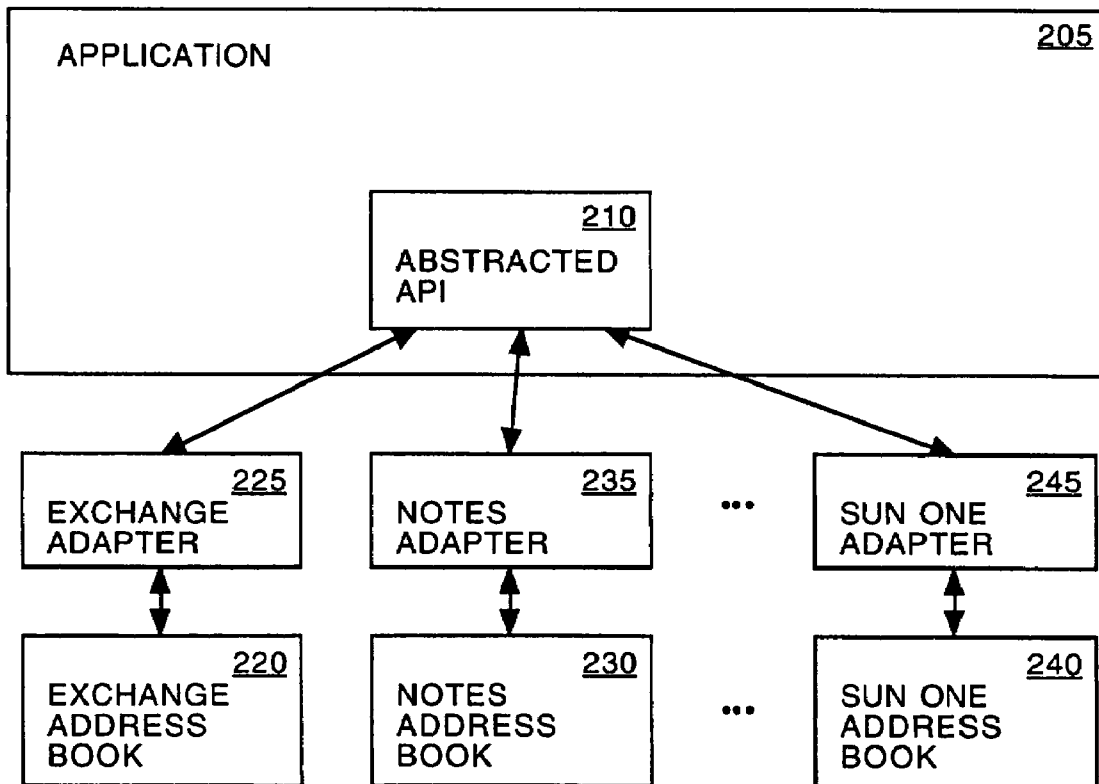 205
APPLICATION
210
ABSTRACTED
API
225
EXCHANGE
ADAPTER
235
NOTES
ADAPTER
...
245
SUN ONE
ADAPTER
220
EXCHANGE
ADDRESS
BOOK
230
NOTES
ADDRESS
BOOK
...
240
SUN ONE
ADDRESS
BOOK